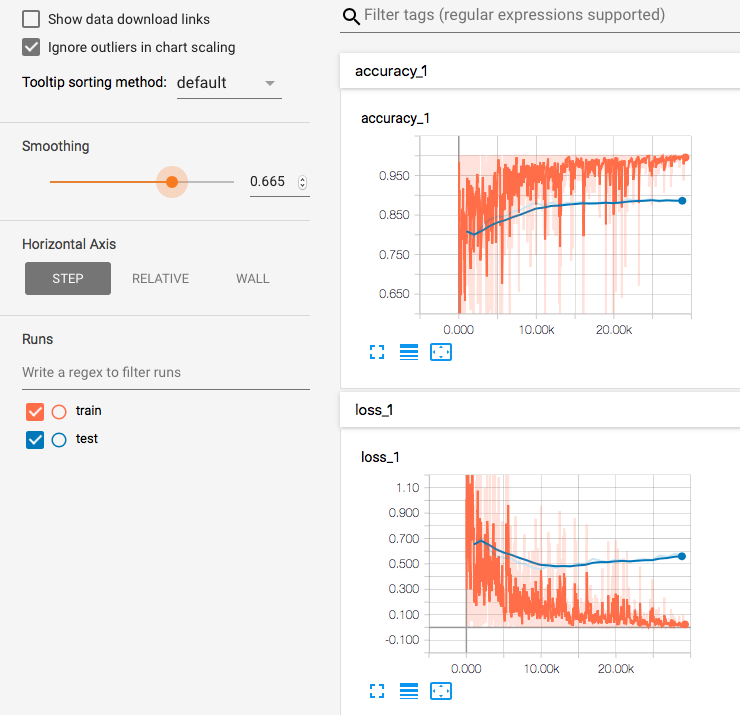 Show data download links
Ignore outliers in chart scaling
Tooltip sorting method: default
Smoothing
0.665
Horizontal Axis
STEP RELATIVE WALL
Runs
Write a regex to filter runs
train
test
Filter tags (regular expressions supported)
accuracy_1
accuracy_1
0.950
0.850
0.750
0.650
0.000 10.00k 20.00k
loss_1
loss_1
1.10
0.900
0.700
0.500
0.300
0.100
-0.100
0.000 10.00k 20.00k